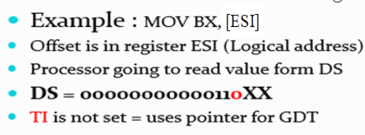 Example : MOV BX, [ESI]
Offset is in register ESI (Logical address)
Processor going to read value form DS
DS = 0000000000000110XX
TI is not set = uses pointer for GDT